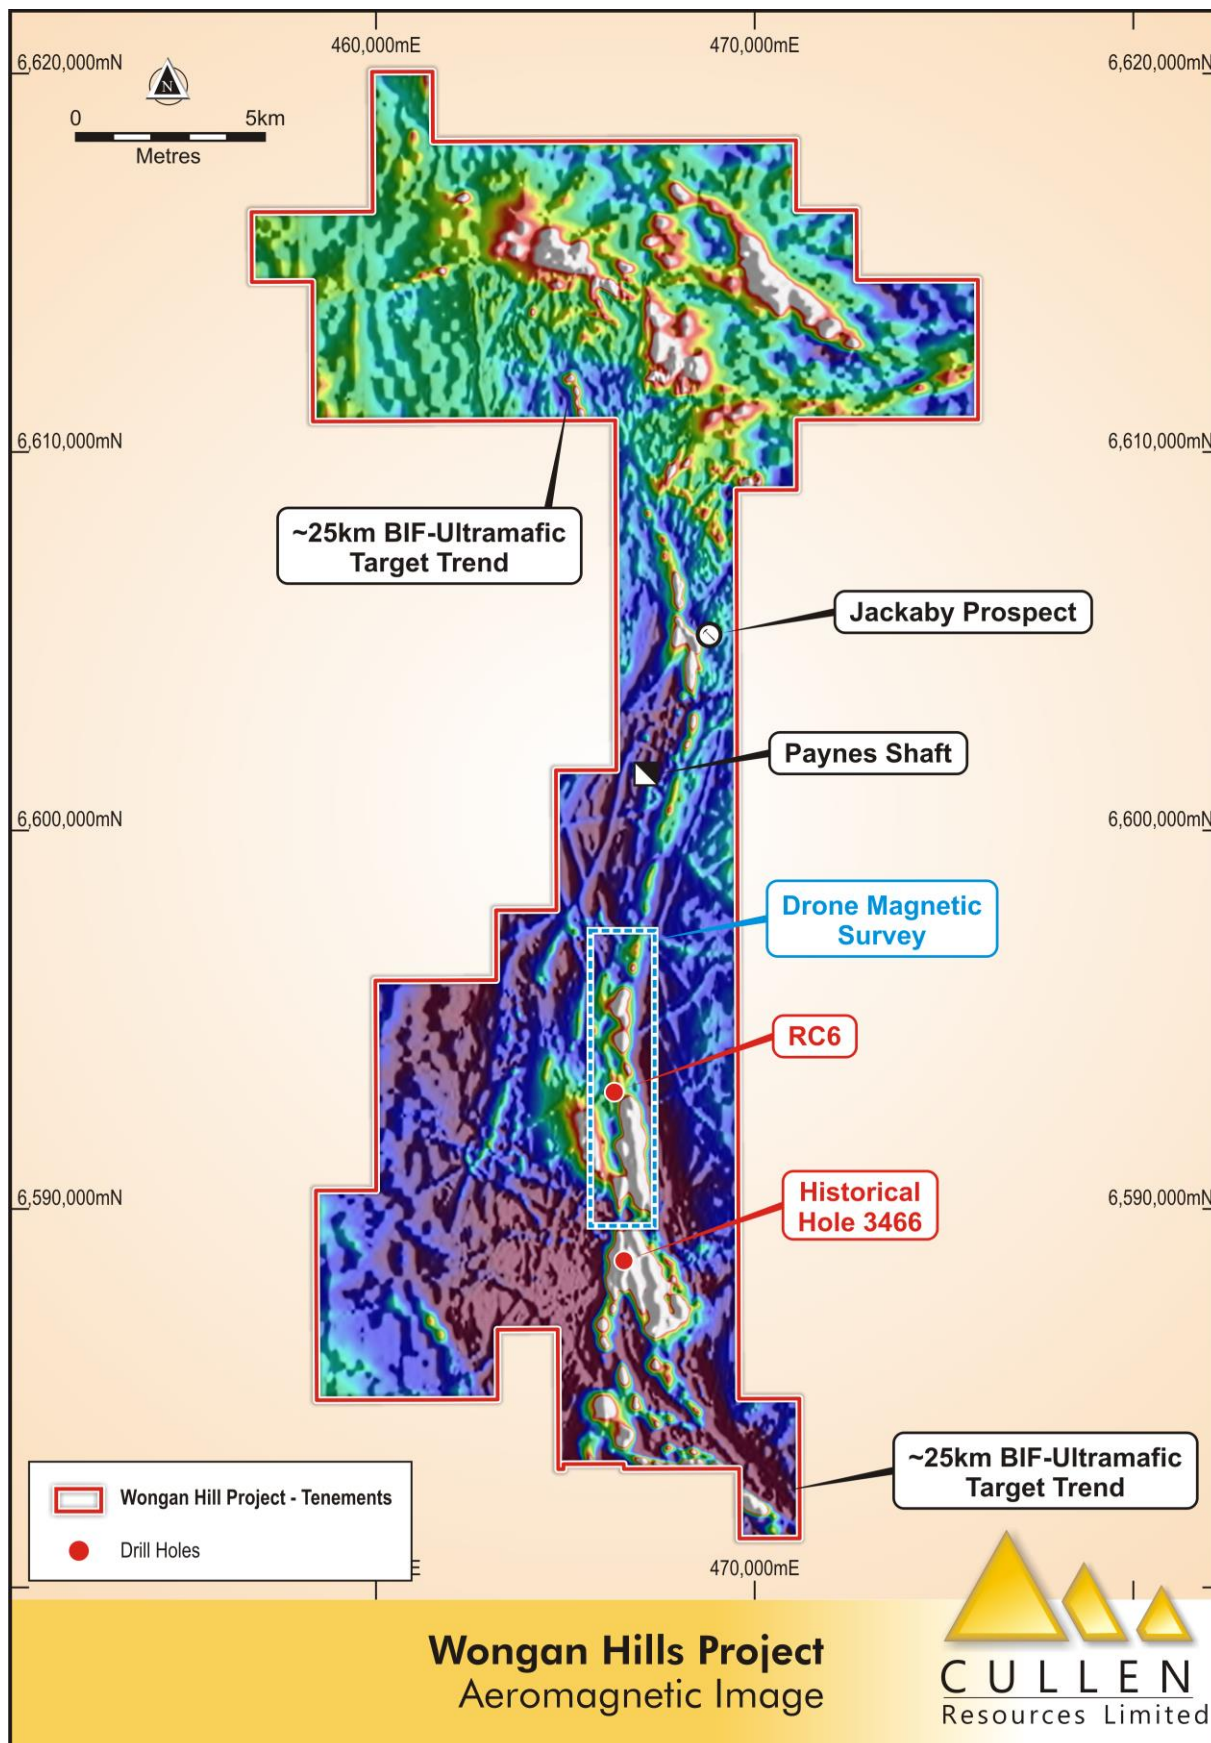 460,000mE
470,000mE
6,620,000mN
6,620,000mN
N
0
5km
Metres
6,610,000mN
6,610,000mN
~25km BIF-Ultramafic
Target Trend
Jackaby Prospect
Paynes Shaft
6,600,000mN
6,600,000mN
Drone Magnetic
Survey
RC6
6,590,000mN
6,590,000mN
Historical
Hole 3466
~25km BIF-Ultramafic
Target Trend
Wongan Hill Project - Tenements
Drill Holes
E
470,000mE
Wongan Hills Project
Aeromagnetic Image
CULLEN
Resources Limited